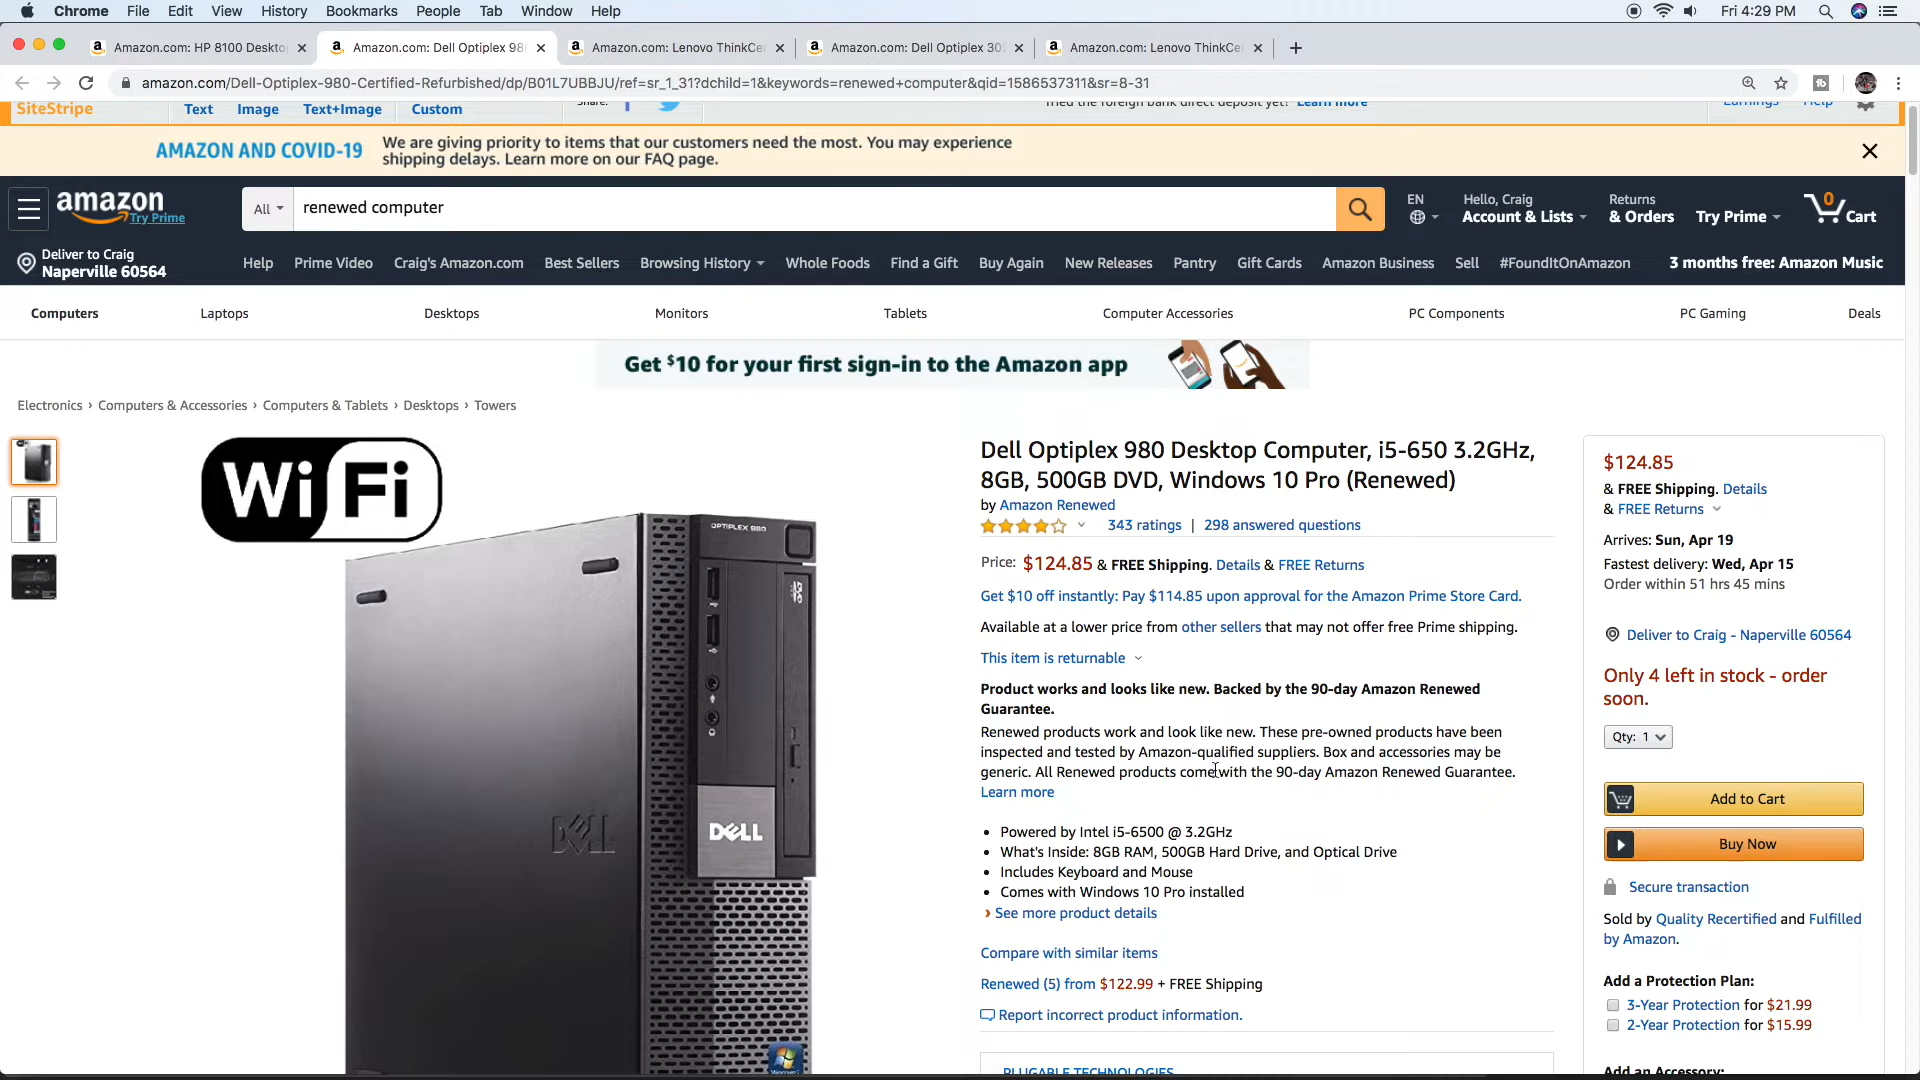 Chrome File Edit View History Bookmarks People Tab Window Help Fri 4:29 PM
Amazon.com: HP 8100 Deskto Amazon.com: Dell Optiplex 98 Amazon.com: Lenovo ThinkCe Amazon.com: Dell Optiplex 30 Amazon.com: Lenovo ThinkCe
amazon.com/Dell-Optiplex-980-Certified-Refurbished/dp/B01L7UBBJU/ref=sr_1_31?dchild=1&keywords=renewed+computer&qid=1586537311&sr=8-31
SiteStripe Text Image Text+Image Custom Share: Tried the foreign bank direct deposit yet? Learn more Earnings Help
AMAZON AND COVID-19 We are giving priority to items that our customers need the most. You may experience
shipping delays. Learn more on our FAQ page.
amazon Try Prime All renewed computer EN Hello, Craig Account & Lists Returns & Orders Try Prime 0 Cart
Deliver to Craig
Naperville 60564
Help Prime Video Craig's Amazon.com Best Sellers Browsing History Whole Foods Find a Gift Buy Again New Releases Pantry Gift Cards Amazon Business Sell #FoundItOnAmazon 3 months free: Amazon Music
Computers Laptops Desktops Monitors Tablets Computer Accessories PC Components PC Gaming Deals
Get $10 for your first sign-in to the Amazon app
Electronics › Computers & Accessories › Computers & Tablets › Desktops › Towers
WiFi
OPTIPLEX 980
DVD
DELL
DELL
Dell Optiplex 980 Desktop Computer, i5-650 3.2GHz,
8GB, 500GB DVD, Windows 10 Pro (Renewed)
by Amazon Renewed
343 ratings | 298 answered questions
Price: $124.85 & FREE Shipping. Details & FREE Returns
Get $10 off instantly: Pay $114.85 upon approval for the Amazon Prime Store Card.
Available at a lower price from other sellers that may not offer free Prime shipping.
This item is returnable
Product works and looks like new. Backed by the 90-day Amazon Renewed
Guarantee.
Renewed products work and look like new. These pre-owned products have been
inspected and tested by Amazon-qualified suppliers. Box and accessories may be
generic. All Renewed products come with the 90-day Amazon Renewed Guarantee.
Learn more
• Powered by Intel i5-6500 @ 3.2GHz
• What's Inside: 8GB RAM, 500GB Hard Drive, and Optical Drive
• Includes Keyboard and Mouse
• Comes with Windows 10 Pro installed
› See more product details
Compare with similar items
Renewed (5) from $122.99 + FREE Shipping
Report incorrect product information.
PLUGABLE TECHNOLOGIES
$124.85
& FREE Shipping. Details
& FREE Returns
Arrives: Sun, Apr 19
Fastest delivery: Wed, Apr 15
Order within 51 hrs 45 mins
Deliver to Craig - Naperville 60564
Only 4 left in stock - order
soon.
Qty: 1
Add to Cart
Buy Now
Secure transaction
Sold by Quality Recertified and Fulfilled
by Amazon.
Add a Protection Plan:
3-Year Protection for $21.99
2-Year Protection for $15.99
Add an Accessory: